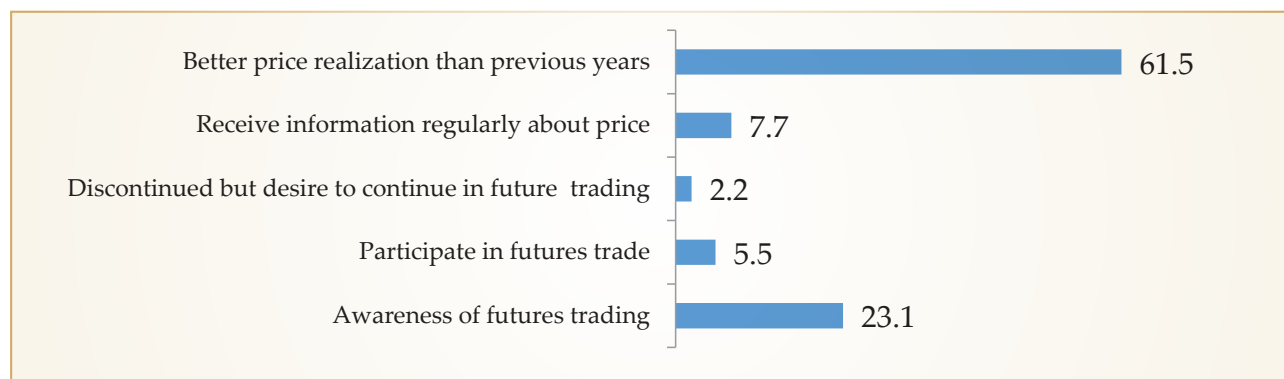 Better price realization than previous years 61.5
Receive information regularly about price 7.7
Discontinued but desire to continue in future trading 2.2
Participate in futures trade 5.5
Awareness of futures trading 23.1